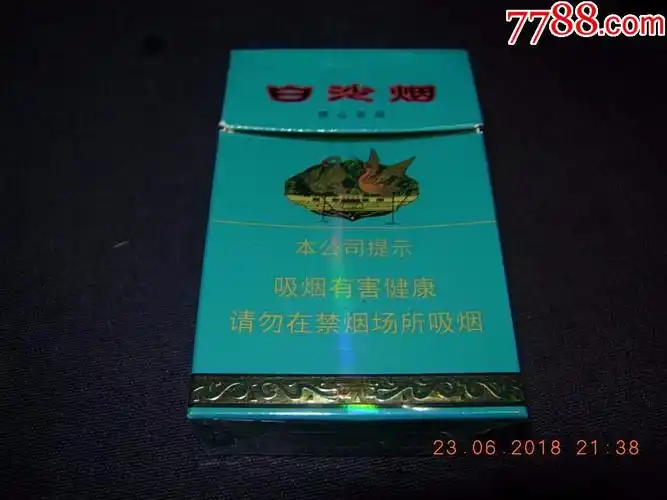 7788.com
白沙烟
本公司提示
吸烟有害健康
请勿在禁烟场所吸烟
23.06.2018 21:38